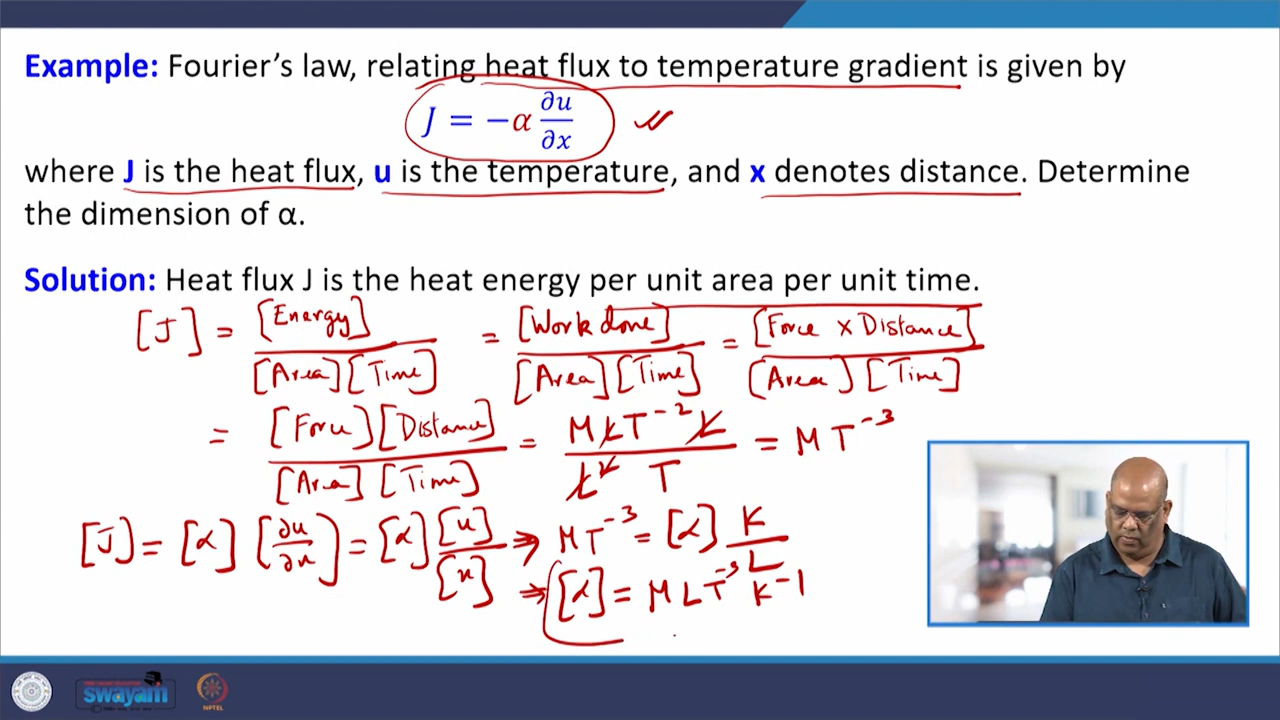 Example: Fourier’s law, relating heat flux to temperature gradient is given by
J = −α ∂u/∂x
where J is the heat flux, u is the temperature, and x denotes distance. Determine
the dimension of α.
Solution: Heat flux J is the heat energy per unit area per unit time.
[J] = [Energy] / [Area][Time] = [Work done] / [Area][Time] = [Force × Distance] / [Area][Time]
= [Force][Distance] / [Area][Time] = MLT⁻² L / L² T = MT⁻³
[J] = [α] [∂u/∂x] = [α] [u]/[x] ⇒ MT⁻³ = [α] K/L
⇒ [α] = MLT⁻³K⁻¹
swayam
NPTEL